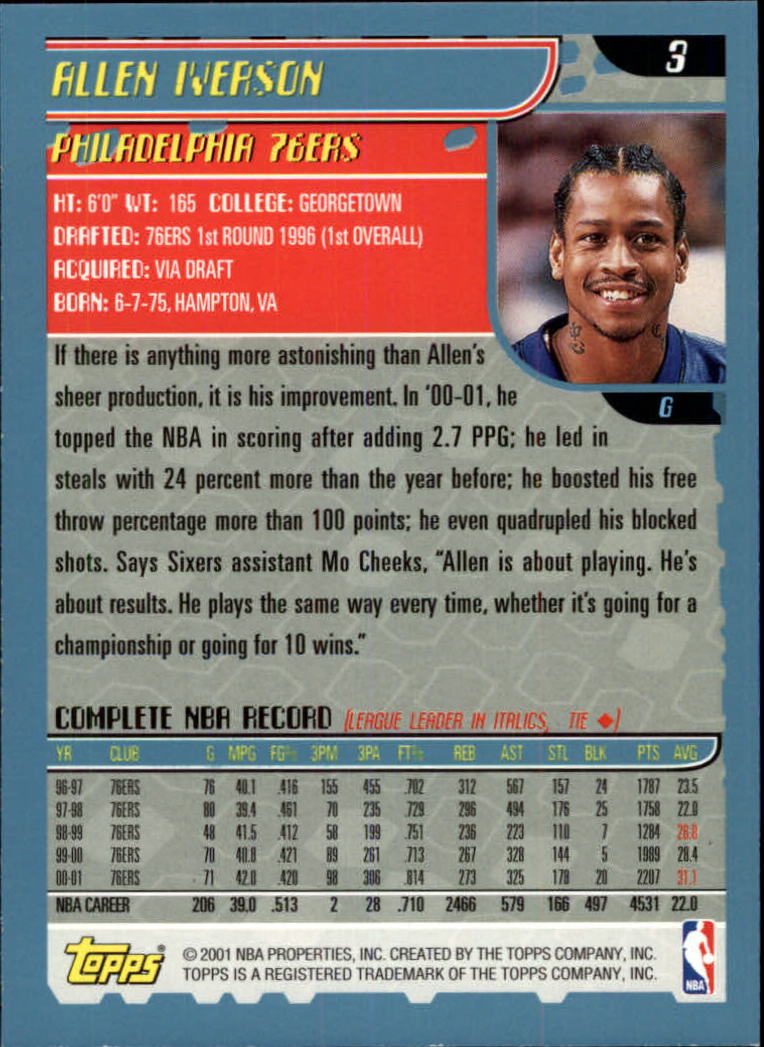 ALLEN IVERSON
3
PHILADELPHIA 76ERS
HT: 6'0" WT: 165 COLLEGE: GEORGETOWN
DRAFTED: 76ERS 1st ROUND 1996 (1st OVERALL)
ACQUIRED: VIA DRAFT
BORN: 6-7-75, HAMPTON, VA
G
If there is anything more astonishing than Allen's
sheer production, it is his improvement. In '00-01, he
topped the NBA in scoring after adding 2.7 PPG; he led in
steals with 24 percent more than the year before; he boosted his free
throw percentage more than 100 points; he even quadrupled his blocked
shots. Says Sixers assistant Mo Cheeks, "Allen is about playing. He's
about results. He plays the same way every time, whether it's going for a
championship or going for 10 wins."
COMPLETE NBA RECORD (LEAGUE LEADER IN ITALICS, TIE ◆)
YR CLUB G MPG FG% 3PM 3PA FT% REB AST STL BLK PTS AVG
96-97 76ERS 76 40.1 .416 155 455 .702 312 567 157 24 1787 23.5
97-98 76ERS 80 39.4 .461 70 235 .729 296 494 176 25 1758 22.0
98-99 76ERS 48 41.5 .412 58 199 .751 236 223 110 7 1284 26.8
99-00 76ERS 70 40.8 .421 89 261 .713 267 328 144 5 1989 28.4
00-01 76ERS 71 42.0 .420 98 306 .814 273 325 178 20 2207 31.1
NBA CAREER 206 39.0 .513 2 28 .710 2466 579 166 497 4531 22.0
topps® © 2001 NBA PROPERTIES, INC. CREATED BY THE TOPPS COMPANY, INC.
TOPPS IS A REGISTERED TRADEMARK OF THE TOPPS COMPANY, INC.
NBA